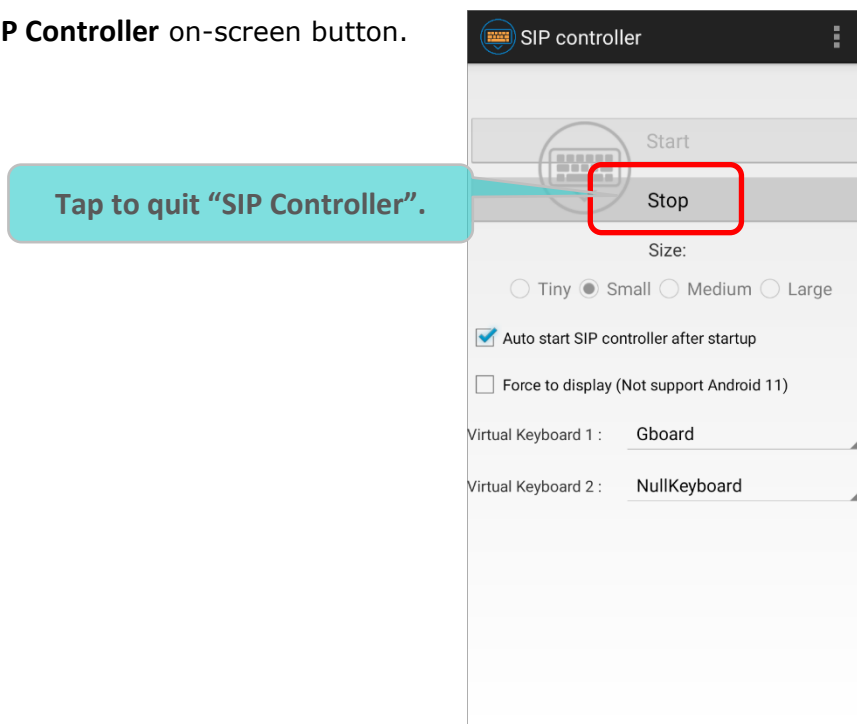 P Controller on-screen button.
SIP controller
Start
Tap to quit “SIP Controller”.
Stop
Size:
Tiny Small Medium Large
Auto start SIP controller after startup
Force to display (Not support Android 11)
Virtual Keyboard 1 : Gboard
Virtual Keyboard 2 : NullKeyboard